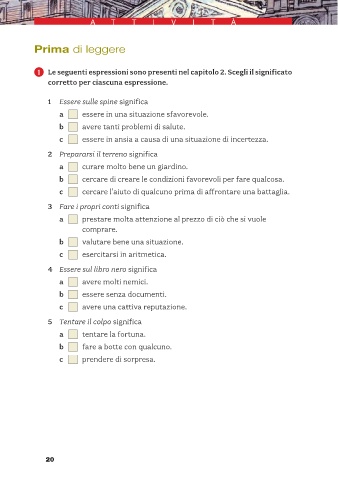 ATTIVITÀ
Prima di leggere
1 Le seguenti espressioni sono presenti nel capitolo 2. Scegli il significato
corretto per ciascuna espressione.
1 Essere sulle spine significa
a essere in una situazione sfavorevole.
b avere tanti problemi di salute.
c essere in ansia a causa di una situazione di incertezza.
2 Prepararsi il terreno significa
a curare molto bene un giardino.
b cercare di creare le condizioni favorevoli per fare qualcosa.
c cercare l'aiuto di qualcuno prima di affrontare una battaglia.
3 Fare i propri conti significa
a prestare molta attenzione al prezzo di ciò che si vuole
comprare.
b valutare bene una situazione.
c esercitarsi in aritmetica.
4 Essere sul libro nero significa
a avere molti nemici.
b essere senza documenti.
c avere una cattiva reputazione.
5 Tentare il colpo significa
a tentare la fortuna.
b fare a botte con qualcuno.
c prendere di sorpresa.
20